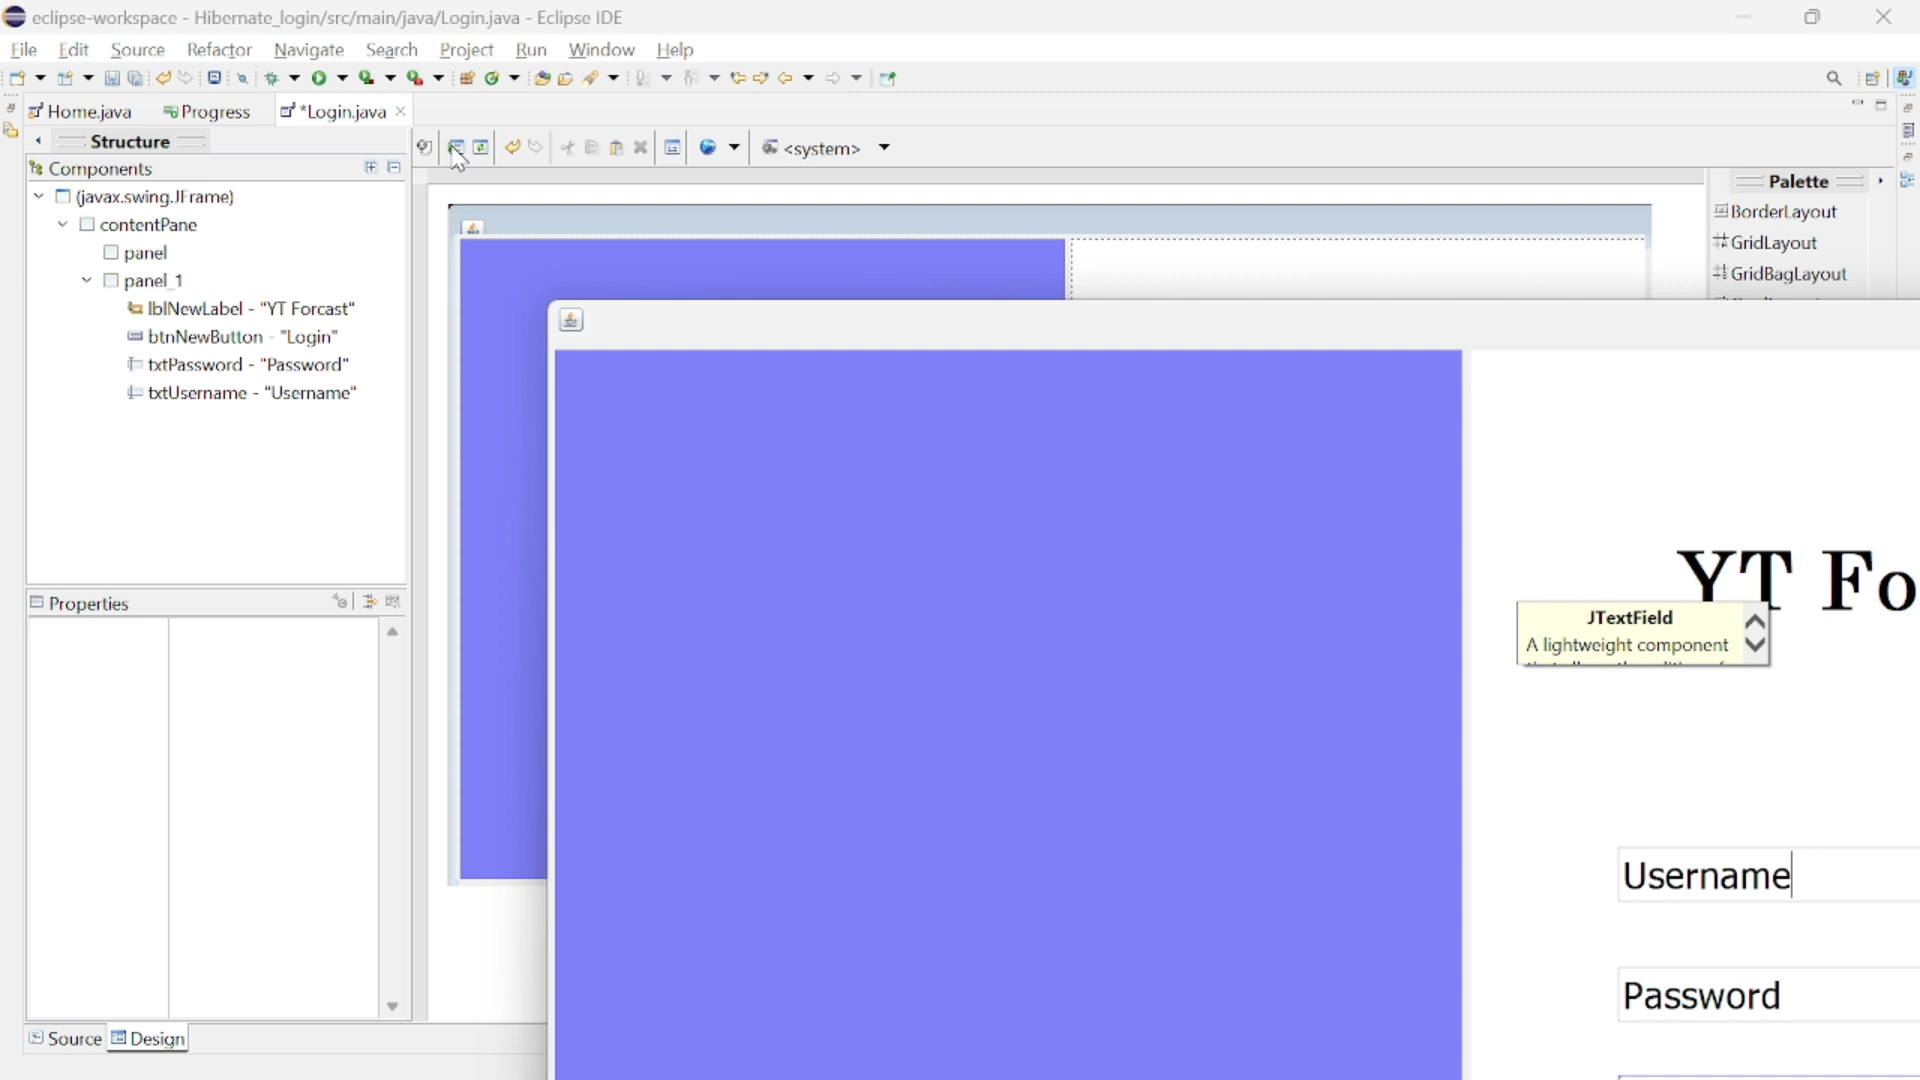 eclipse-workspace - Hibernate_login/src/main/java/Login.java - Eclipse IDE
File Edit Source Refactor Navigate Search Project Run Window Help
Home.java Progress *Login.java
Structure
<system>
Components
Palette
(javax.swing.JFrame)
BorderLayout
contentPane
GridLayout
panel
GridBagLayout
panel_1
lblNewLabel - "YT Forcast"
btnNewButton - "Login"
txtPassword - "Password"
txtUsername - "Username"
YT Fo
Properties
JTextField
A lightweight component
Username
Password
Source Design